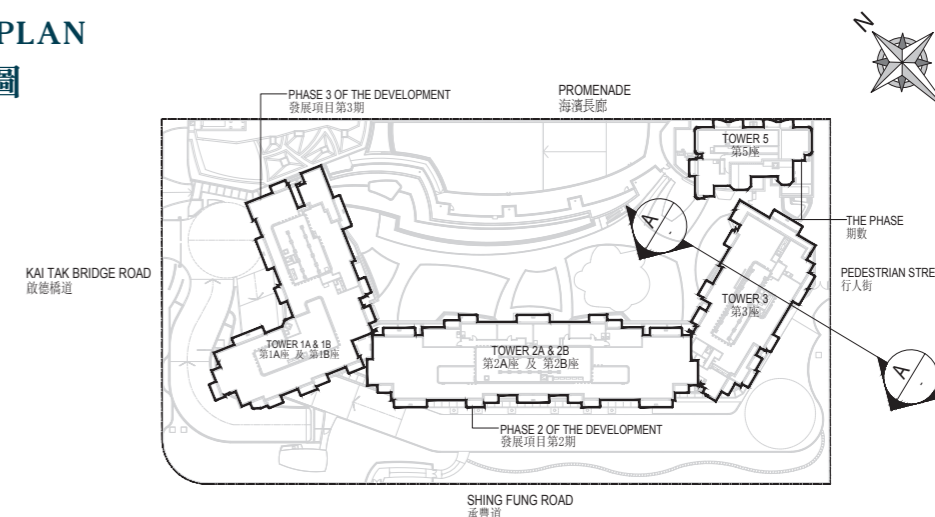 PLAN
圖
N
PHASE 3 OF THE DEVELOPMENT
發展項目第3期
PROMENADE
海濱長廊
TOWER 5
第5座
THE PHASE
期數
KAI TAK BRIDGE ROAD
啟德橋道
A
PEDESTRIAN STRE
行人街
TOWER 3
第3座
TOWER 1A & 1B
第1A座 及 第1B座
TOWER 2A & 2B
第2A座 及 第2B座
A
PHASE 2 OF THE DEVELOPMENT
發展項目第2期
SHING FUNG ROAD
承豐道